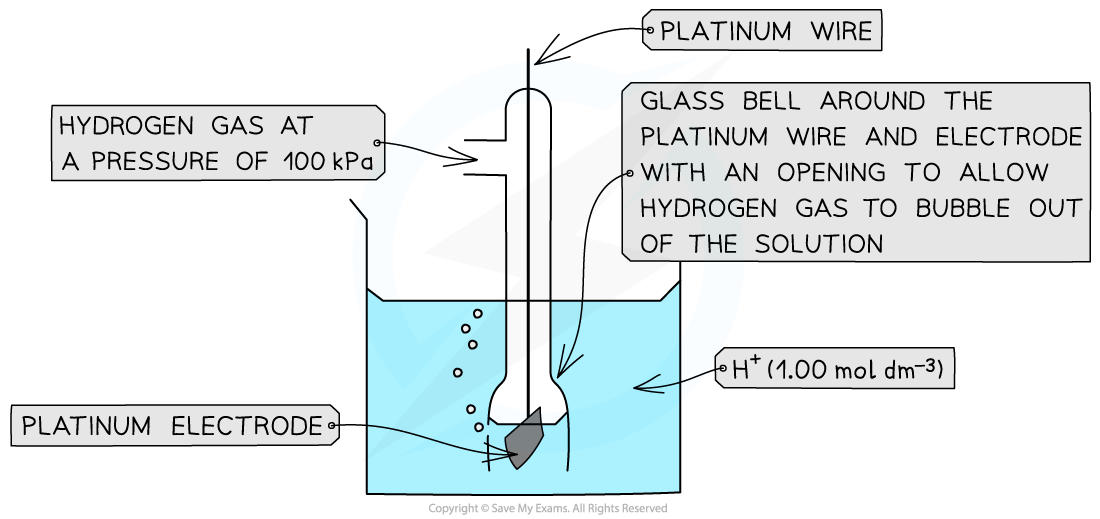 PLATINUM WIRE
HYDROGEN GAS AT
A PRESSURE OF 100 kPa
GLASS BELL AROUND THE
PLATINUM WIRE AND ELECTRODE
WITH AN OPENING TO ALLOW
HYDROGEN GAS TO BUBBLE OUT
OF THE SOLUTION
H⁺ (1.00 mol dm⁻³)
PLATINUM ELECTRODE
Copyright © Save My Exams. All Rights Reserved